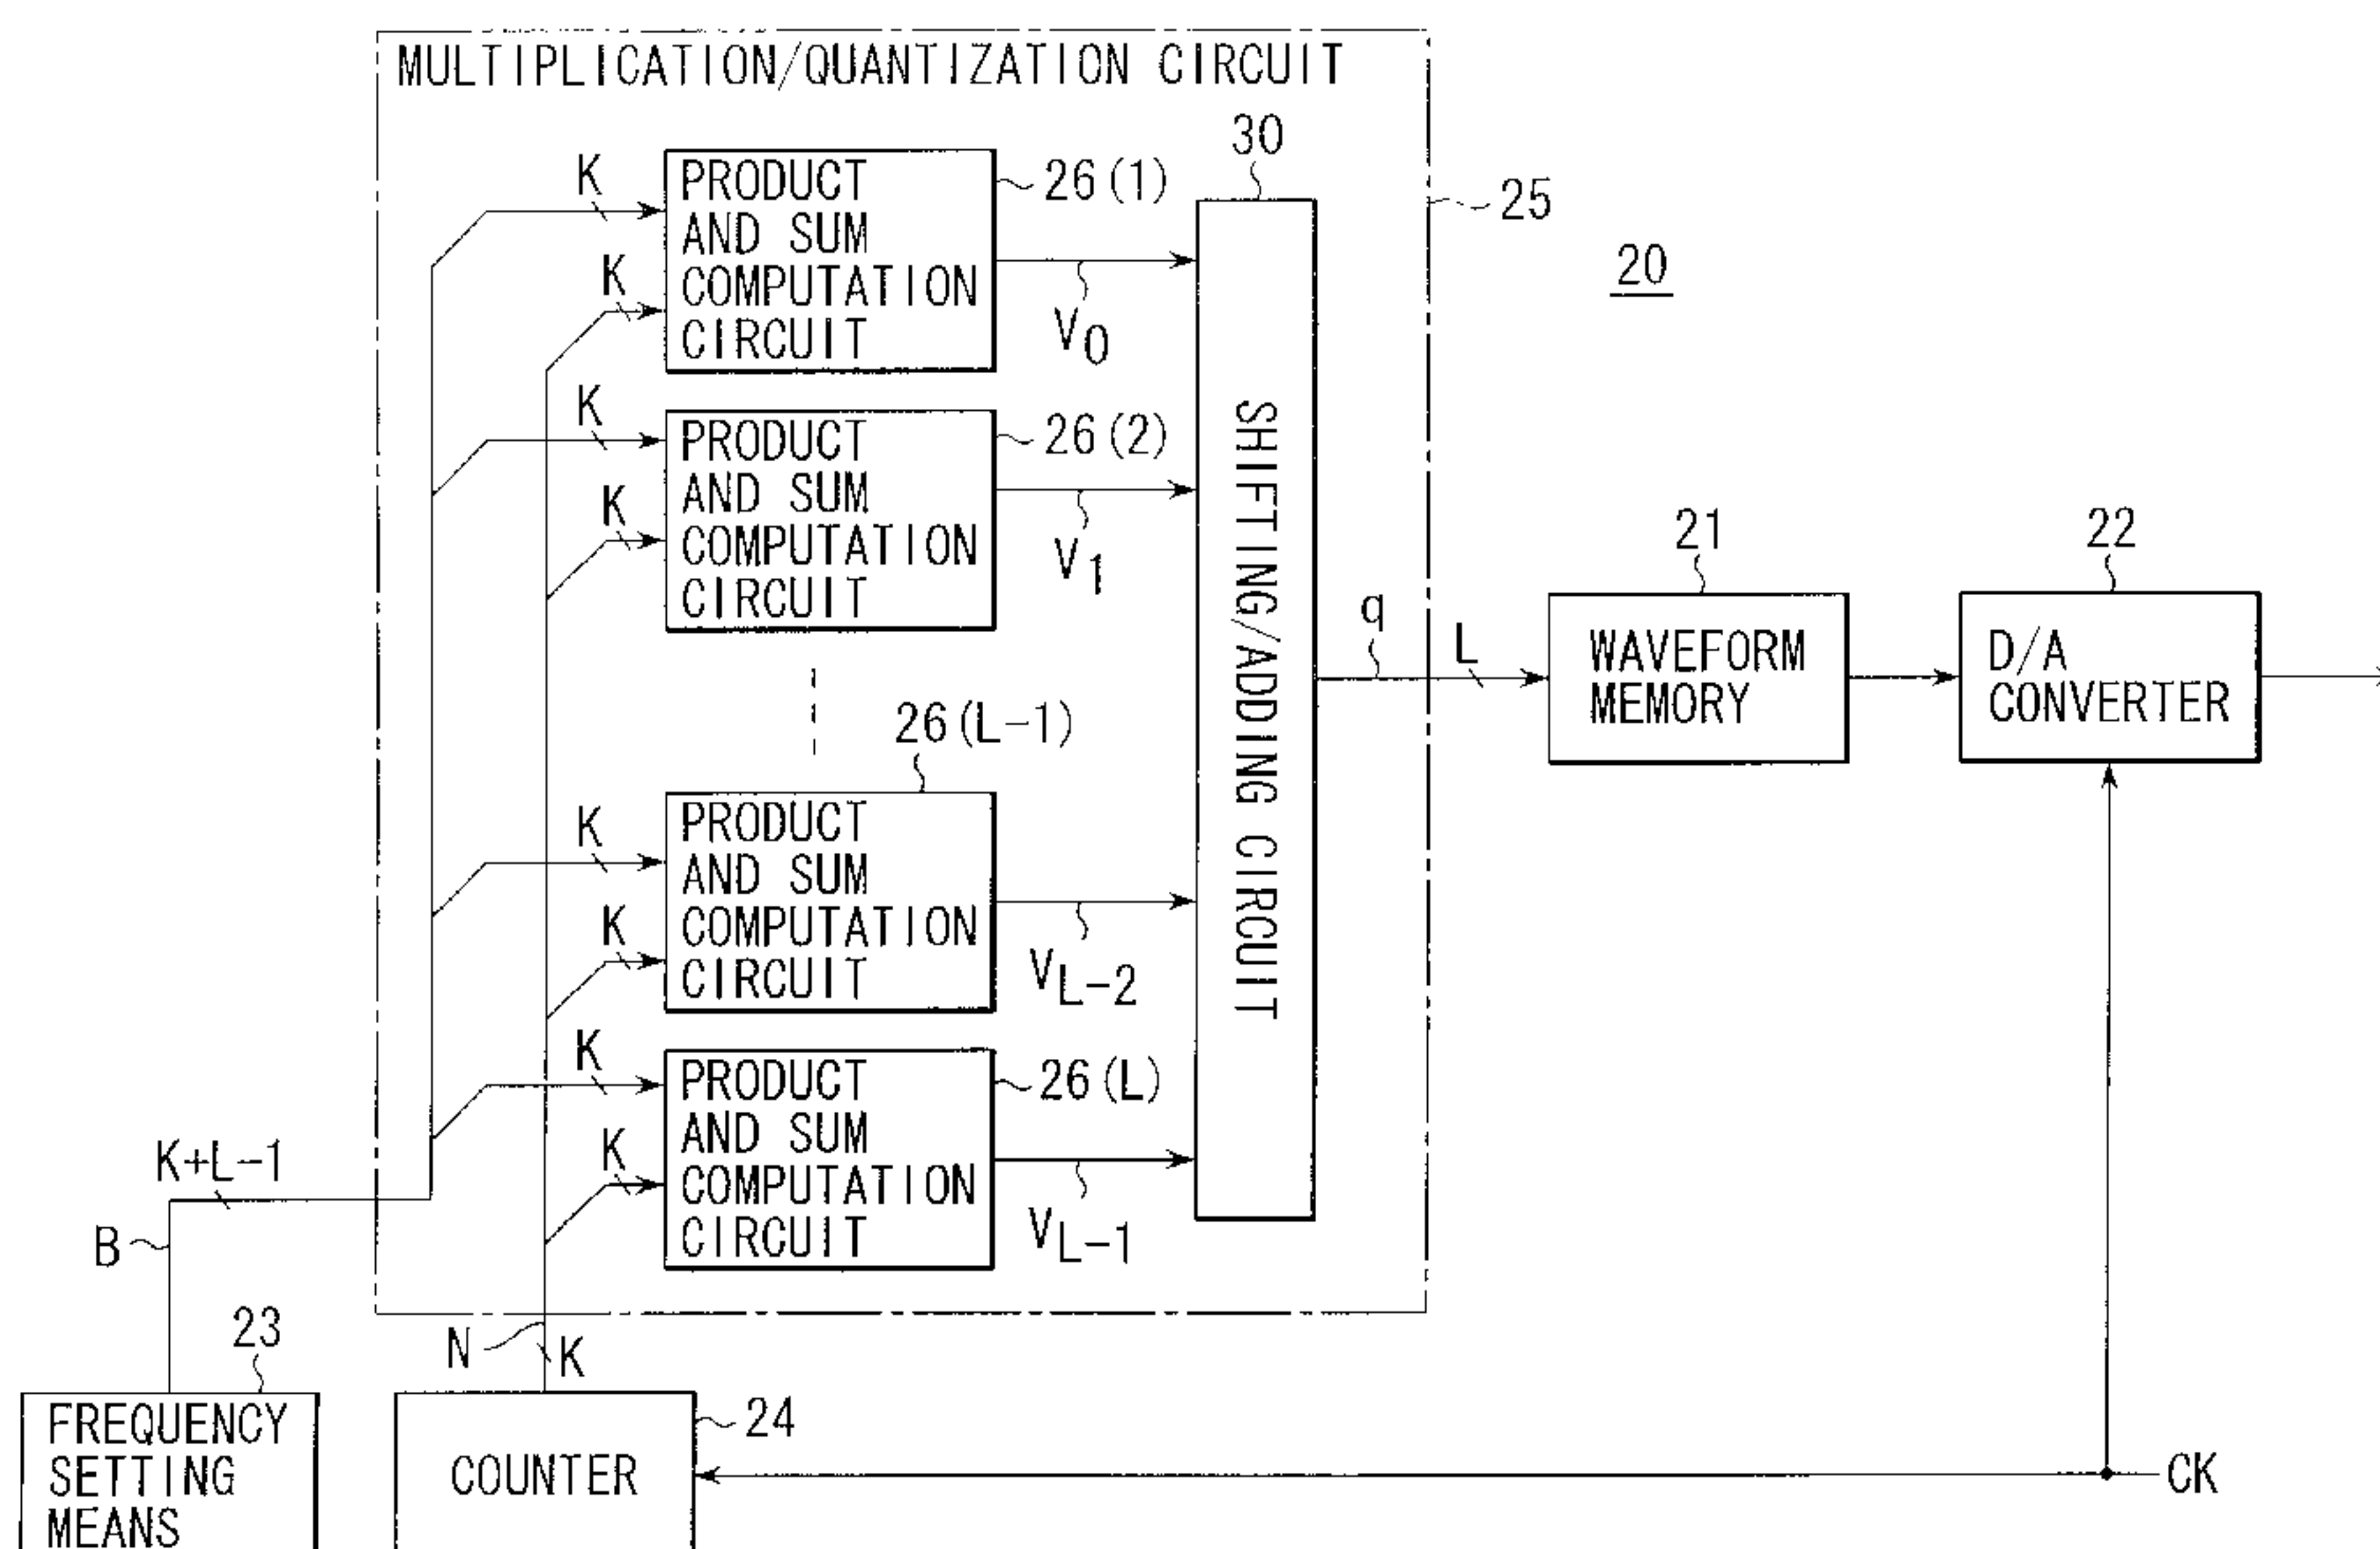 MULTIPLICATION/QUANTIZATION CIRCUIT
30
K
PRODUCT
AND SUM
COMPUTATION
CIRCUIT
26(1)
K
V0
25
20
K
PRODUCT
AND SUM
COMPUTATION
CIRCUIT
26(2)
K
V1
SHIFTING/ADDING CIRCUIT
q
L
21
WAVEFORM
MEMORY
22
D/A
CONVERTER
26(L-1)
K
PRODUCT
AND SUM
COMPUTATION
CIRCUIT
K
VL-2
K
PRODUCT
AND SUM
COMPUTATION
CIRCUIT
26(L)
K
VL-1
K+L-1
B
N
K
23
FREQUENCY
SETTING
MEANS
24
COUNTER
CK